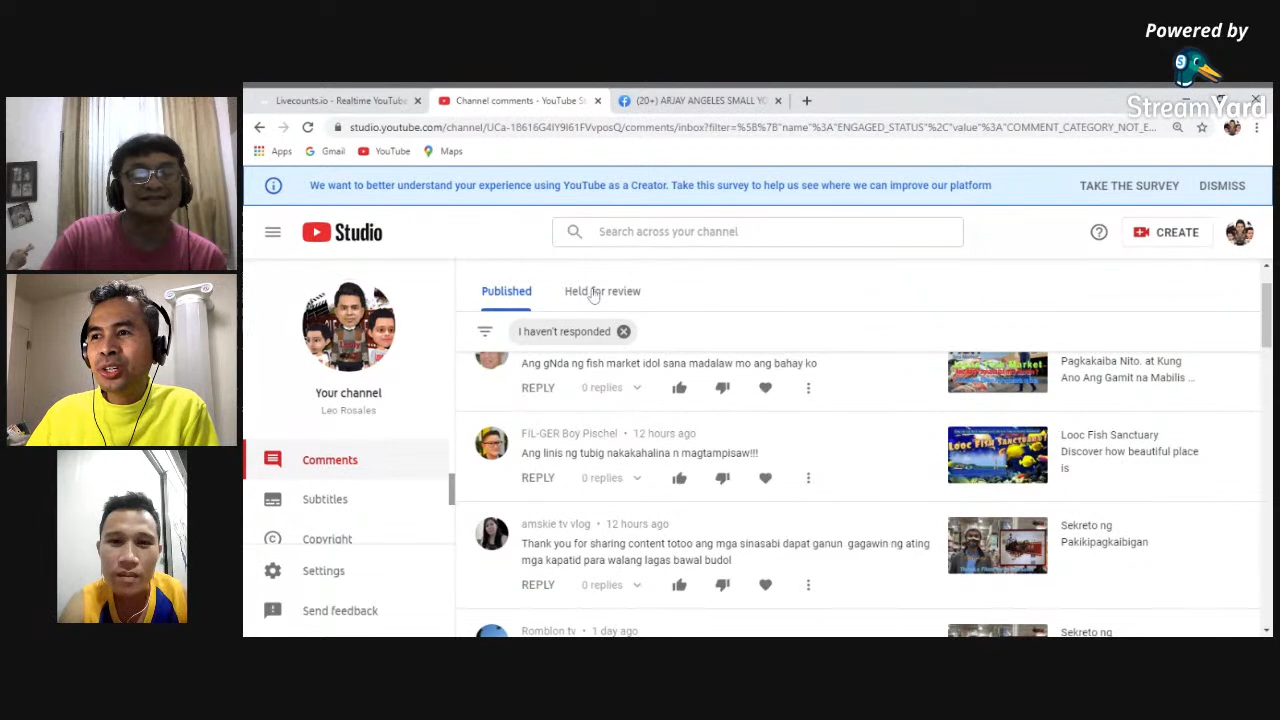 Powered by
StreamYard
Livecounts.io - Realtime YouTube
Channel comments - YouTube St
(20+) ARJAY ANGELES SMALL YO
studio.youtube.com/channel/UCa-18616G4IY9I61FVvposQ/comments/inbox?filter=%5B%7B"name"%3A"ENGAGED_STATUS"%2C"value"%3A"COMMENT_CATEGORY_NOT_E...
Apps
Gmail
YouTube
Maps
We want to better understand your experience using YouTube as a Creator. Take this survey to help us see where we can improve our platform
TAKE THE SURVEY
DISMISS
Studio
Search across your channel
CREATE
Your channel
Leo Rosales
Comments
Subtitles
Copyright
Settings
Send feedback
Published
Held for review
I haven't responded
Ang gNda ng fish market idol sana madalaw mo ang bahay ko
REPLY 0 replies
Pagkakaiba Nito. at Kung
Ano Ang Gamit na Mabilis ...
FIL-GER Boy Pischel • 12 hours ago
Ang linis ng tubig nakakahalina n magtampisaw!!!
REPLY 0 replies
LOOC FISH SANCTUARY
Looc Fish Sanctuary
Discover how beautiful place
is
amskie tv vlog • 12 hours ago
Thank you for sharing content totoo ang mga sinasabi dapat ganun gagawin ng ating
mga kapatid para walang lagas bawal budol
REPLY 0 replies
Sekreto ng
Pakikipagkaibigan
Romblon tv • 1 day ago
Sekreto ng